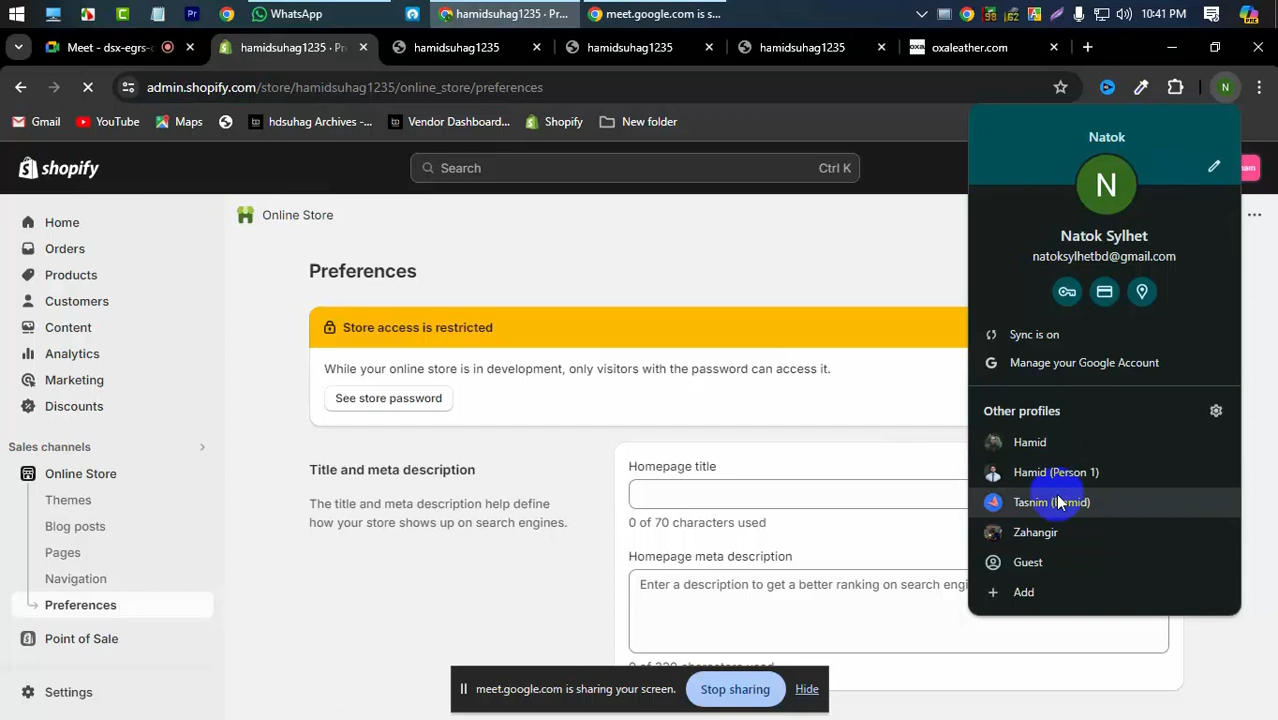 WhatsApp
hamidsuhag1235 · Pr...
meet.google.com is s...
98
62
A
10:41 PM
Meet - dsx-egrs-c
hamidsuhag1235 · Pr
hamidsuhag1235
hamidsuhag1235
hamidsuhag1235
oxa
oxaleather.com
admin.shopify.com/store/hamidsuhag1235/online_store/preferences
N
Gmail
YouTube
Maps
hdsuhag Archives -...
Vendor Dashboard...
Shopify
New folder
shopify
Search
Ctrl K
Home
Orders
Products
Customers
Content
Analytics
Marketing
Discounts
Sales channels
Online Store
Themes
Blog posts
Pages
Navigation
Preferences
Point of Sale
Settings
Online Store
Preferences
Store access is restricted
While your online store is in development, only visitors with the password can access it.
See store password
Title and meta description
The title and meta description help define
how your store shows up on search engines.
Homepage title
0 of 70 characters used
Homepage meta description
Enter a description to get a better ranking on search engi
Natok
N
Natok Sylhet
natoksylhetbd@gmail.com
Sync is on
Manage your Google Account
Other profiles
Hamid
Hamid (Person 1)
Tasnim (Hamid)
Zahangir
Guest
Add
meet.google.com is sharing your screen.
Stop sharing
Hide